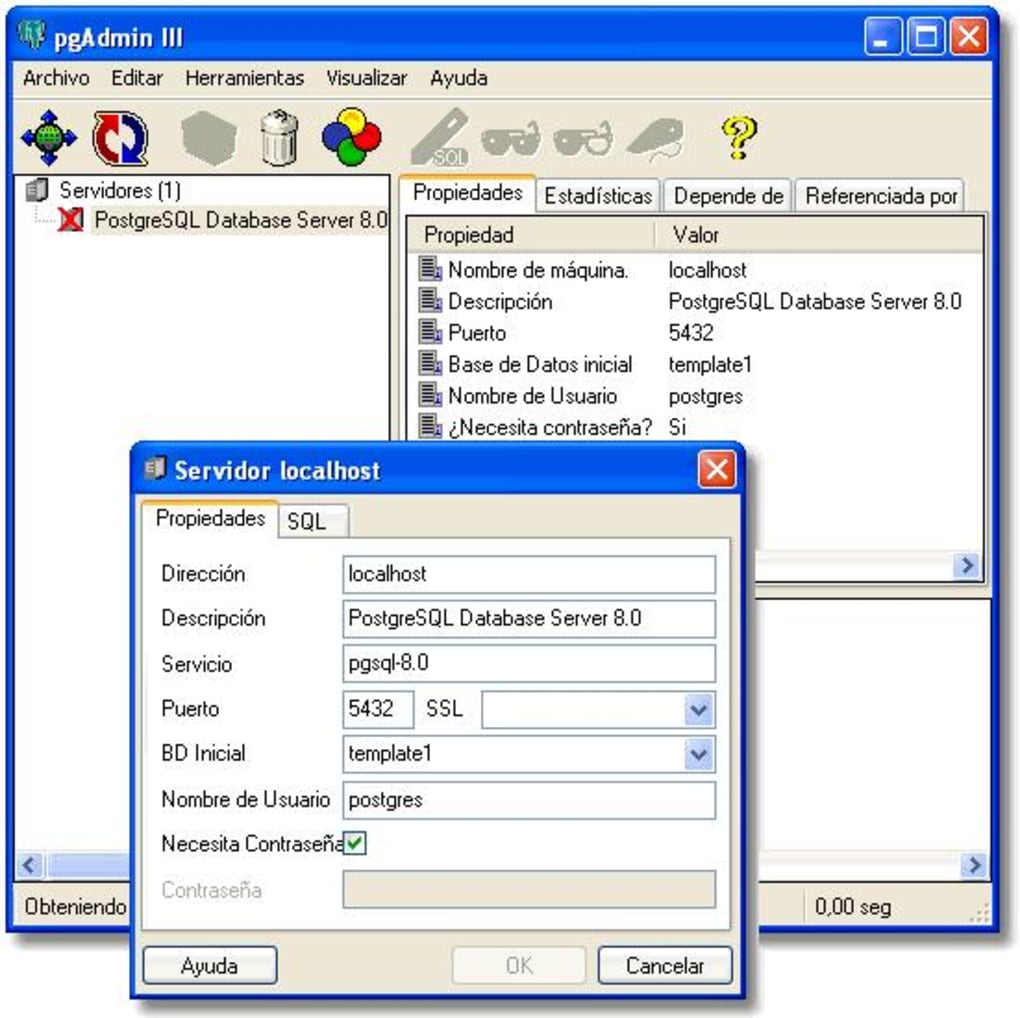 pgAdmin III
Archivo Editar Herramientas Visualizar Ayuda
SQL
Servidores (1)
PostgreSQL Database Server 8.0
Propiedades Estadísticas Depende de Referenciada por
Propiedad Valor
Nombre de máquina. localhost
Descripción PostgreSQL Database Server 8.0
Puerto 5432
Base de Datos inicial template1
Nombre de Usuario postgres
¿Necesita contraseña? Si
Servidor localhost
Propiedades SQL
Dirección localhost
Descripción PostgreSQL Database Server 8.0
Servicio pgsql-8.0
Puerto 5432 SSL
BD Inicial template1
Nombre de Usuario postgres
Necesita Contraseña
Contraseña
Ayuda OK Cancelar
Obteniendo 0,00 seg